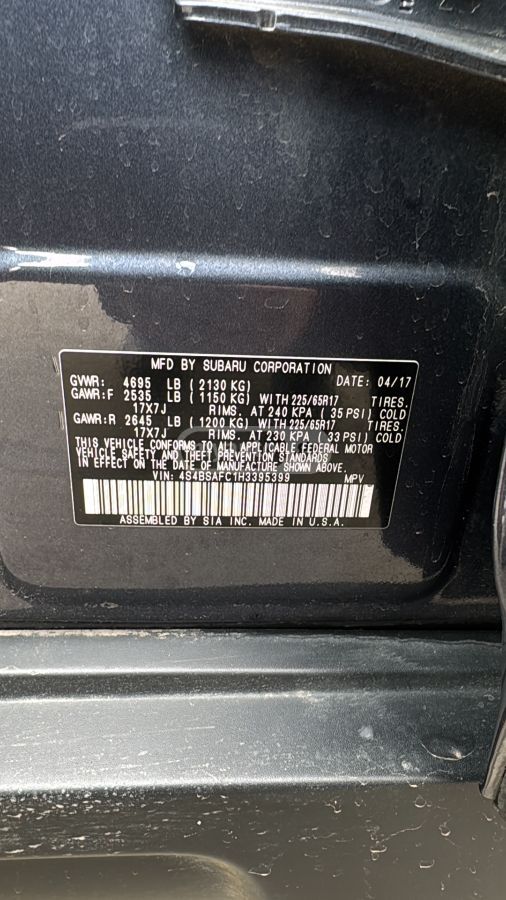 MFD BY SUBARU CORPORATION
GVWR: 4695 LB ( 2130 KG) DATE: 04/17
GAWR:F 2535 LB ( 1150 KG) WITH 225/65R17 TIRES.
17X7J RIMS. AT 240 KPA ( 35 PSI) COLD
GAWR:R 2645 LB ( 1200 KG) WITH 225/65R17 TIRES.
17X7J RIMS. AT 230 KPA ( 33 PSI) COLD
THIS VEHICLE CONFORMS TO ALL APPLICABLE FEDERAL MOTOR
VEHICLE SAFETY AND THEFT PREVENTION STANDARDS
IN EFFECT ON THE DATE OF MANUFACTURE SHOWN ABOVE.
VIN: 4S4BSAFC1H3395399 MPV
ASSEMBLED BY SIA INC. MADE IN U.S.A.